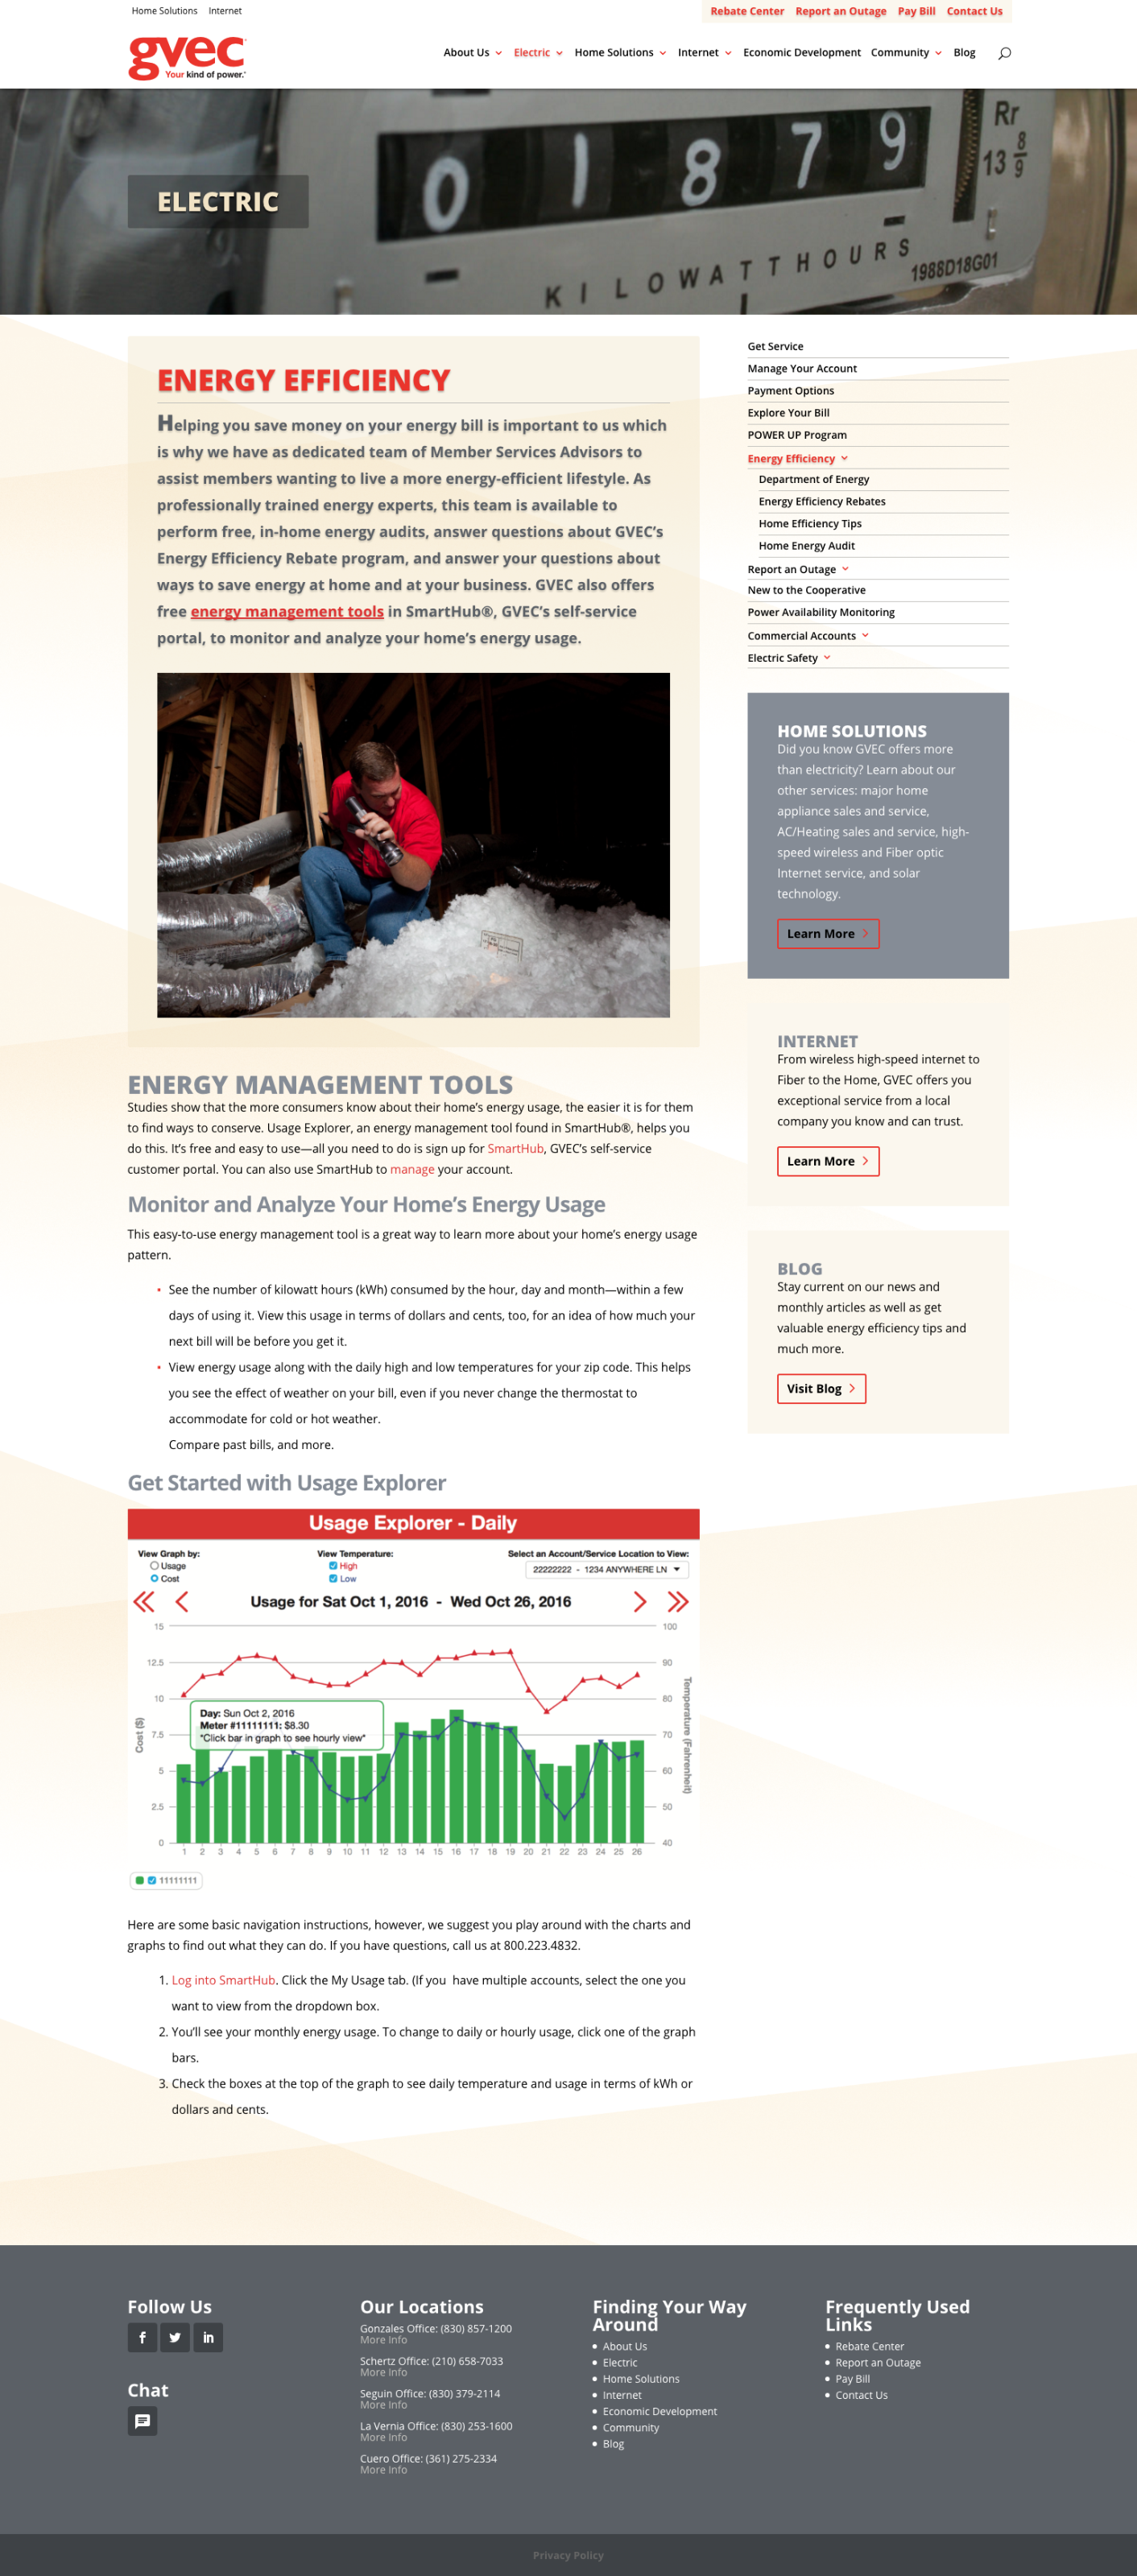 Home Solutions Internet
Rebate Center Report an Outage Pay Bill Contact Us
gvec
Your kind of power.
About Us Electric Home Solutions Internet Economic Development Community Blog
0 1 8 7 9
Rr
13 8/9
KILOWATTHOURS
1988D18G01
ELECTRIC
ENERGY EFFICIENCY
Helping you save money on your energy bill is important to us which
is why we have as dedicated team of Member Services Advisors to
assist members wanting to live a more energy-efficient lifestyle. As
professionally trained energy experts, this team is available to
perform free, in-home energy audits, answer questions about GVEC's
Energy Efficiency Rebate program, and answer your questions about
ways to save energy at home and at your business. GVEC also offers
free energy management tools in SmartHub®, GVEC's self-service
portal, to monitor and analyze your home's energy usage.
ENERGY MANAGEMENT TOOLS
Studies show that the more consumers know about their home's energy usage, the easier it is for them
to find ways to conserve. Usage Explorer, an energy management tool found in SmartHub®, helps you
do this. It's free and easy to use—all you need to do is sign up for SmartHub, GVEC's self-service
customer portal. You can also use SmartHub to manage your account.
Monitor and Analyze Your Home's Energy Usage
This easy-to-use energy management tool is a great way to learn more about your home's energy usage
pattern.
• See the number of kilowatt hours (kWh) consumed by the hour, day and month—within a few
days of using it. View this usage in terms of dollars and cents, too, for an idea of how much your
next bill will be before you get it.
• View energy usage along with the daily high and low temperatures for your zip code. This helps
you see the effect of weather on your bill, even if you never change the thermostat to
accommodate for cold or hot weather.
Compare past bills, and more.
Get Started with Usage Explorer
Usage Explorer - Daily
View Graph by: View Temperature: Select an Account/Service Location to View:
Usage High
Cost Low
22222222 - 1234 ANYWHERE LN
Usage for Sat Oct 1, 2016 - Wed Oct 26, 2016
15 100
12.5 90
10 80
Day: Sun Oct 2, 2016
Meter #11111111: $8.30
"Click bar in graph to see hourly view"
7.5 70
5 60
2.5 50
0 40
Cost ($)
Temperature (Fahrenheit)
1 2 3 4 5 6 7 8 9 10 11 12 13 14 15 16 17 18 19 20 21 22 23 24 25 26
11111111
Here are some basic navigation instructions, however, we suggest you play around with the charts and
graphs to find out what they can do. If you have questions, call us at 800.223.4832.
1. Log into SmartHub. Click the My Usage tab. (If you have multiple accounts, select the one you
want to view from the dropdown box.
2. You'll see your monthly energy usage. To change to daily or hourly usage, click one of the graph
bars.
3. Check the boxes at the top of the graph to see daily temperature and usage in terms of kWh or
dollars and cents.
Get Service
Manage Your Account
Payment Options
Explore Your Bill
POWER UP Program
Energy Efficiency
Department of Energy
Energy Efficiency Rebates
Home Efficiency Tips
Home Energy Audit
Report an Outage
New to the Cooperative
Power Availability Monitoring
Commercial Accounts
Electric Safety
HOME SOLUTIONS
Did you know GVEC offers more
than electricity? Learn about our
other services: major home
appliance sales and service,
AC/Heating sales and service, high-
speed wireless and Fiber optic
Internet service, and solar
technology.
Learn More
INTERNET
From wireless high-speed internet to
Fiber to the Home, GVEC offers you
exceptional service from a local
company you know and can trust.
Learn More
BLOG
Stay current on our news and
monthly articles as well as get
valuable energy efficiency tips and
much more.
Visit Blog
Follow Us
Chat
Our Locations
Gonzales Office: (830) 857-1200
More Info
Schertz Office: (210) 658-7033
More Info
Seguin Office: (830) 379-2114
More Info
La Vernia Office: (830) 253-1600
More Info
Cuero Office: (361) 275-2334
More Info
Finding Your Way
Around
• About Us
• Electric
• Home Solutions
• Internet
• Economic Development
• Community
• Blog
Frequently Used
Links
• Rebate Center
• Report an Outage
• Pay Bill
• Contact Us
Privacy Policy